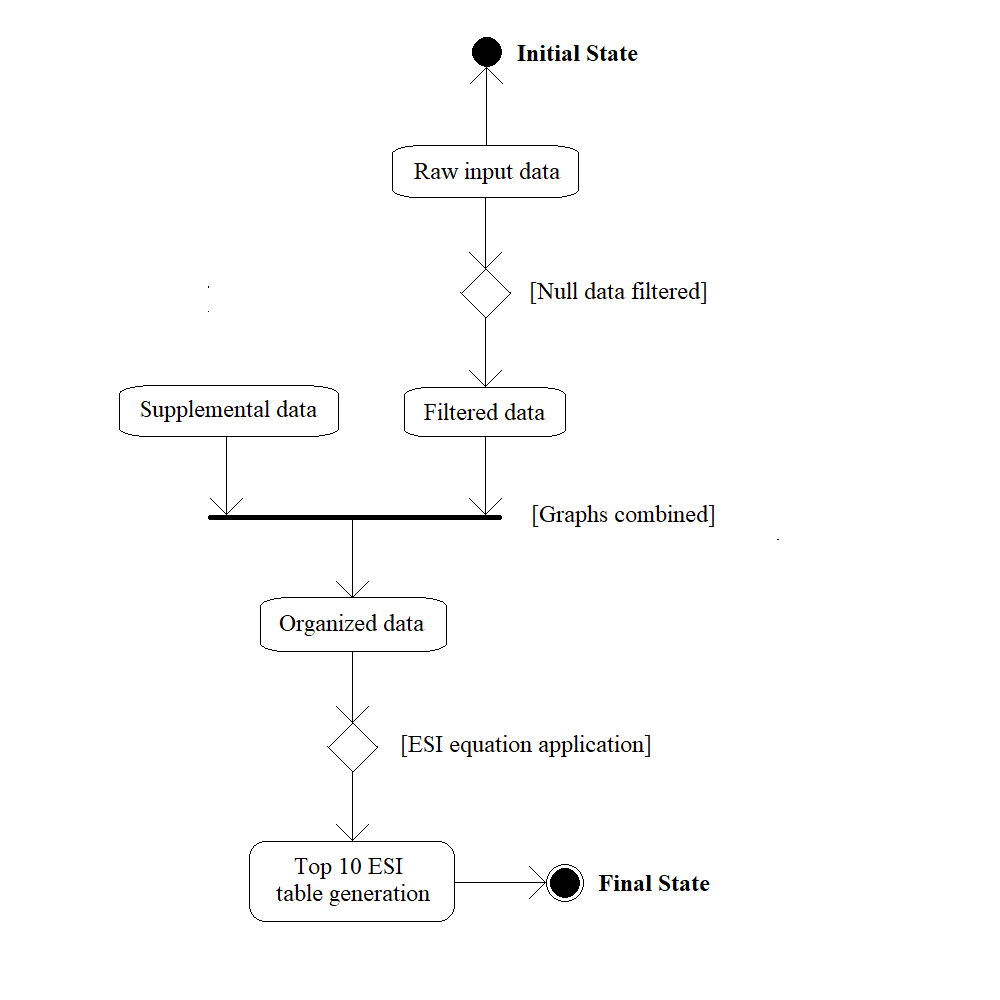 Initial State
Raw input data
[Null data filtered]
Supplemental data
Filtered data
[Graphs combined]
Organized data
[ESI equation application]
Top 10 ESI
table generation
Final State